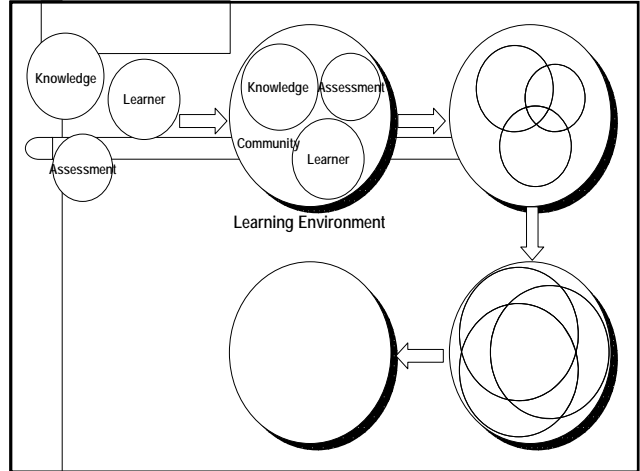 Knowledge
Learner
Assessment
Knowledge
Assessment
Community
Learner
Learning Environment